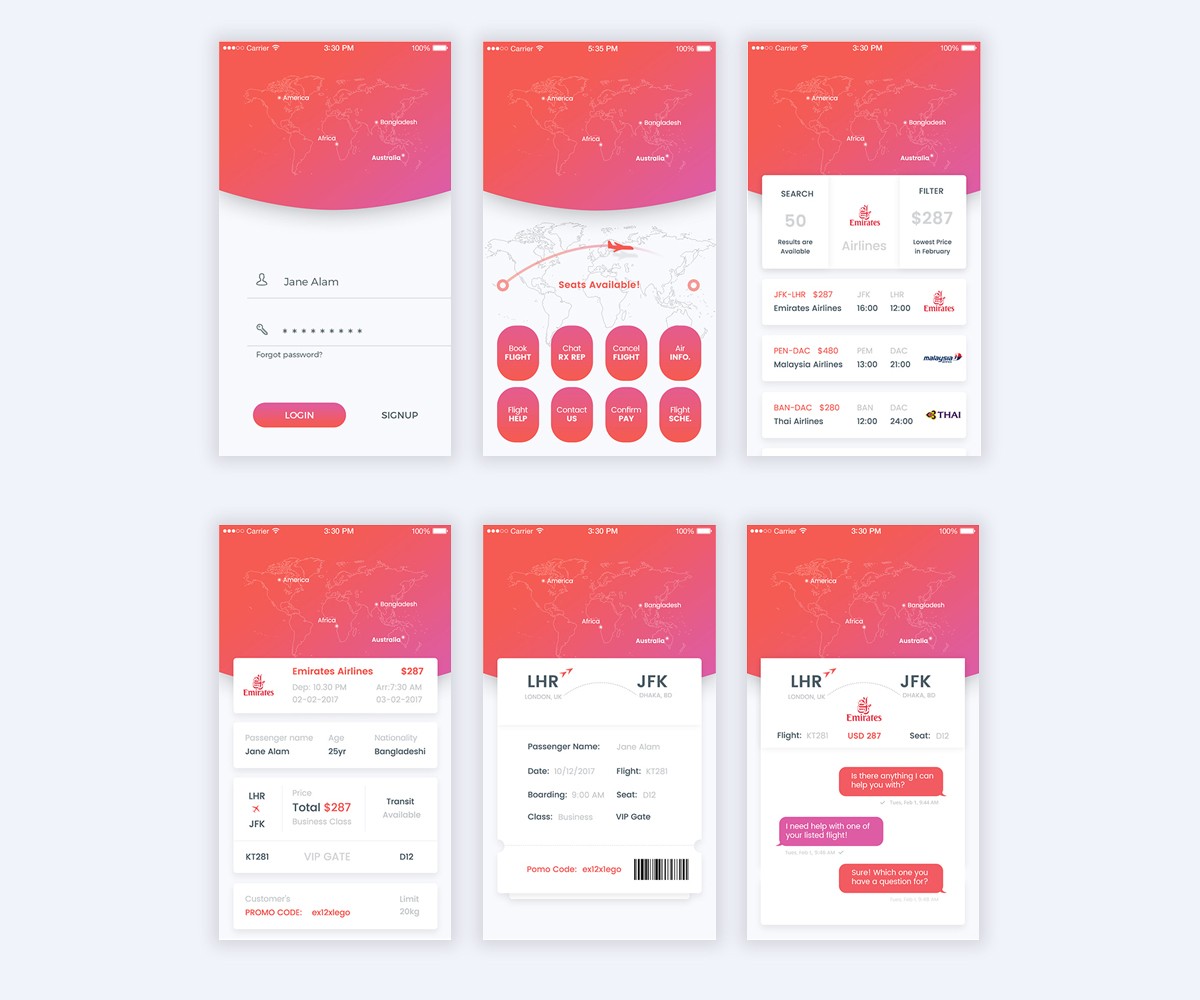 Carrier 3:30 PM 100%
America
Bangladesh
Africa
Australia
Jane Alam
* * * * * * * * *
Forgot password?
LOGIN SIGNUP
Carrier 5:35 PM 100%
America
Bangladesh
Africa
Australia
Seats Available!
Book Chat Cancel Air
FLIGHT RX REP FLIGHT INFO.
Flight Contact Confirm Flight
HELP US PAY SCHE.
Carrier 3:30 PM 100%
America
Bangladesh
Africa
Australia
SEARCH
50
Results are
Available
Emirates
Airlines
FILTER
$287
Lowest Price
in February
JFK-LHR $287 JFK LHR
Emirates Airlines 16:00 12:00
Emirates
PEN-DAC $480 PEM DAC
Malaysia Airlines 13:00 21:00
malaysia
BAN-DAC $280 BAN DAC
Thai Airlines 12:00 24:00
THAI
Carrier 3:30 PM 100%
America
Bangladesh
Africa
Australia
Emirates
Emirates Airlines $287
Dep: 10.30 PM Arr:7:30 AM
02-02-2017 03-02-2017
Passenger name Age Nationality
Jane Alam 25yr Bangladeshi
LHR
JFK
Price
Total $287
Business Class
Transit
Available
KT281 VIP GATE D12
Customer's Limit
PROMO CODE: ex12xlego 20kg
Carrier 3:30 PM 100%
America
Bangladesh
Africa
Australia
LHR JFK
LONDON, UK DHAKA, BD
Passenger Name: Jane Alam
Date: 10/12/2017 Flight: KT281
Boarding: 9:00 AM Seat: D12
Class: Business VIP Gate
Pomo Code: ex12xlego
Carrier 3:30 PM 100%
America
Bangladesh
Africa
Australia
LHR JFK
LONDON, UK DHAKA, BD
Emirates
Flight: KT281 USD 287 Seat: D12
Is there anything I can
help you with?
Tues, Feb 1, 9:44 AM
I need help with one of
your listed flight!
Tues, Feb 1, 9:46 AM
Sure! Which one you
have a question for?